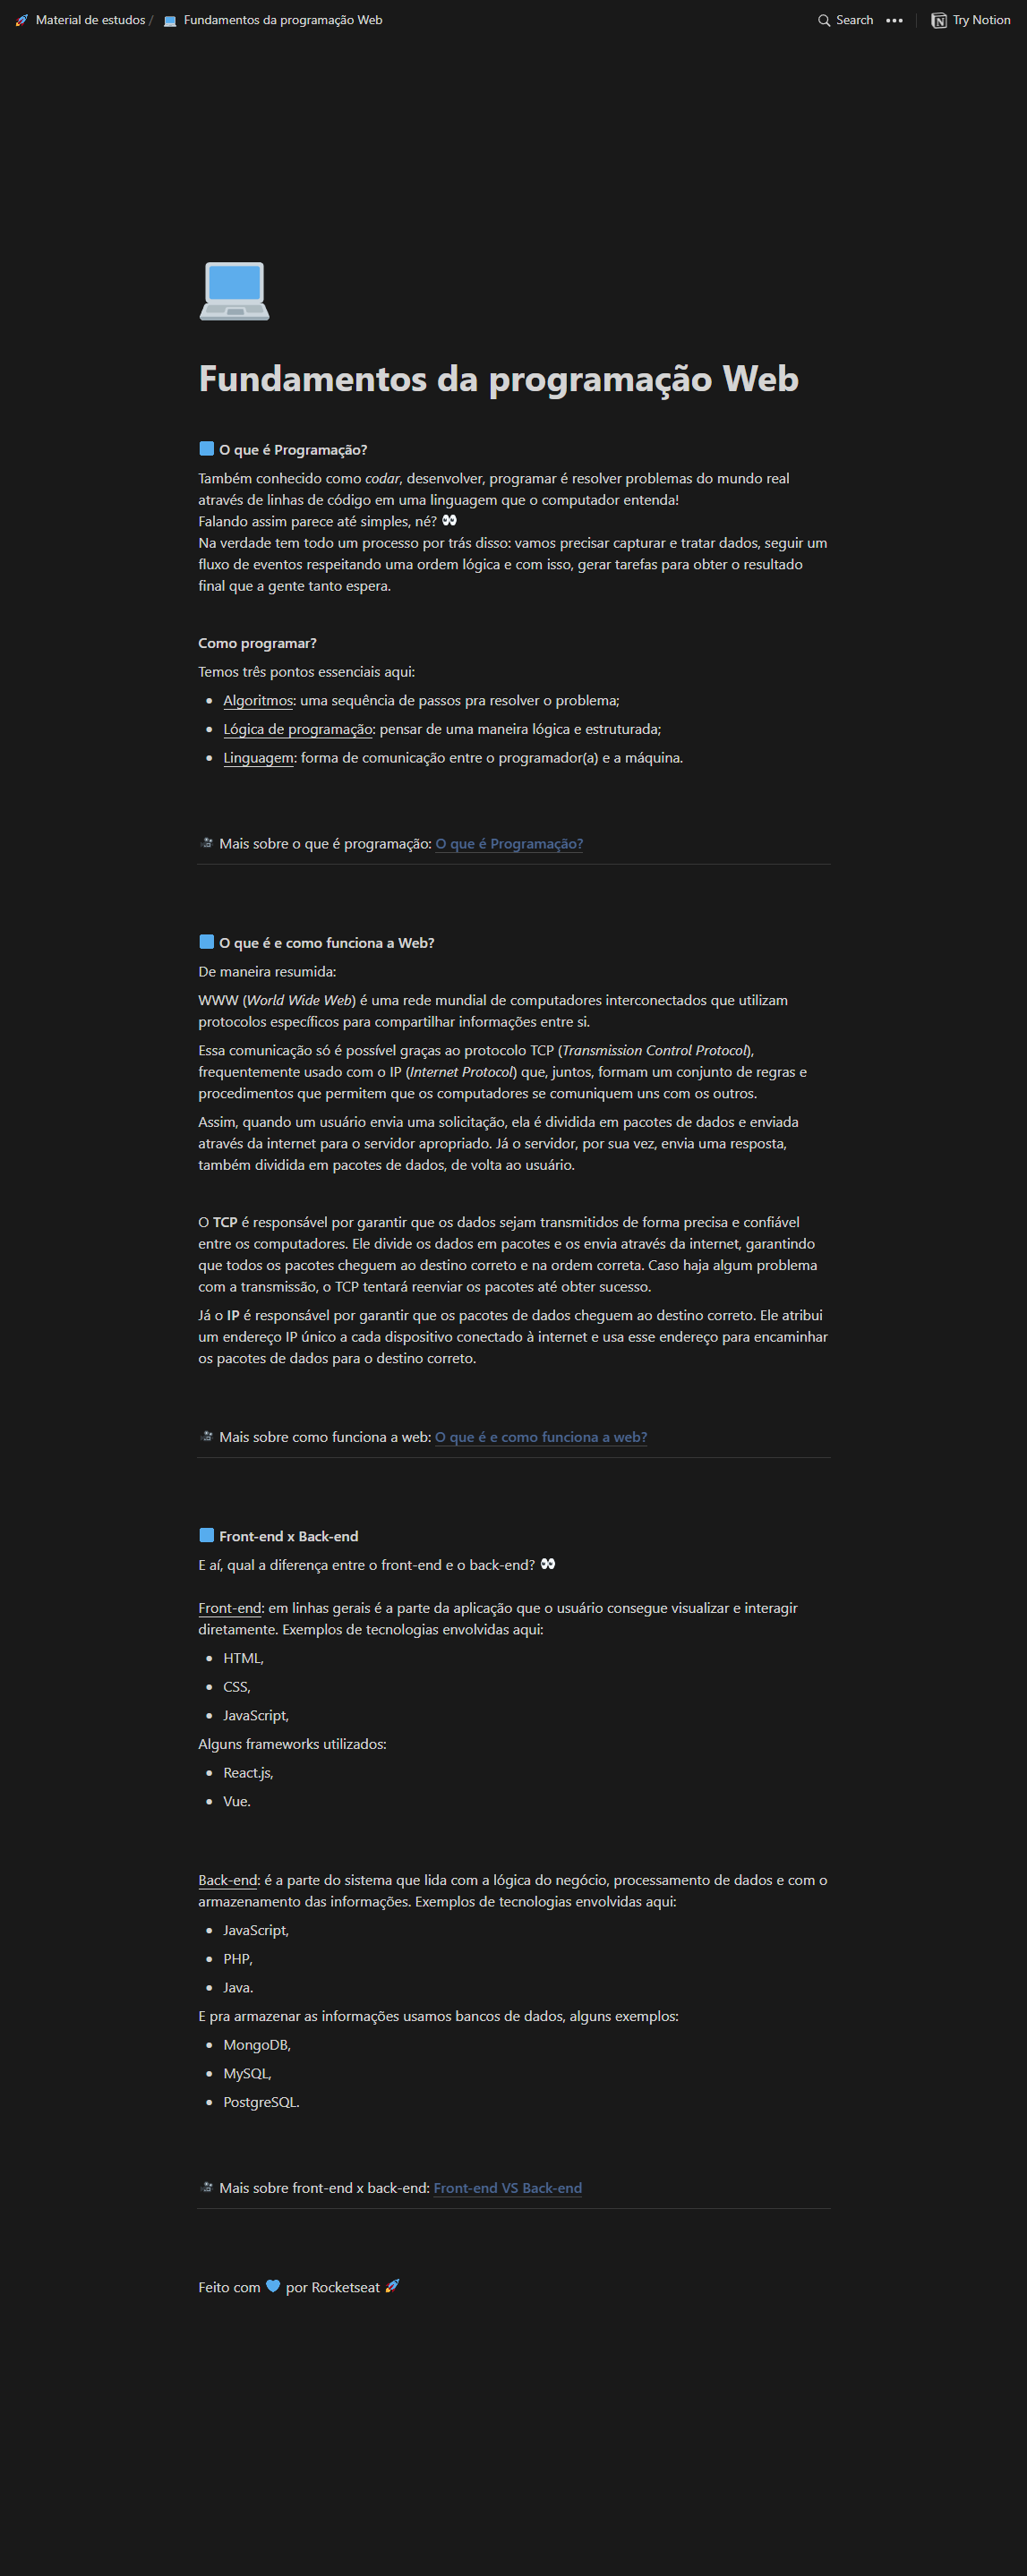 Material de estudos / Fundamentos da programação Web
Search ••• Try Notion
Fundamentos da programação Web
O que é Programação?
Também conhecido como codar, desenvolver, programar é resolver problemas do mundo real
através de linhas de código em uma linguagem que o computador entenda!
Falando assim parece até simples, né? 👀
Na verdade tem todo um processo por trás disso: vamos precisar capturar e tratar dados, seguir um
fluxo de eventos respeitando uma ordem lógica e com isso, gerar tarefas para obter o resultado
final que a gente tanto espera.
Como programar?
Temos três pontos essenciais aqui:
• Algoritmos: uma sequência de passos pra resolver o problema;
• Lógica de programação: pensar de uma maneira lógica e estruturada;
• Linguagem: forma de comunicação entre o programador(a) e a máquina.
Mais sobre o que é programação: O que é Programação?
O que é e como funciona a Web?
De maneira resumida:
WWW (World Wide Web) é uma rede mundial de computadores interconectados que utilizam
protocolos específicos para compartilhar informações entre si.
Essa comunicação só é possível graças ao protocolo TCP (Transmission Control Protocol),
frequentemente usado com o IP (Internet Protocol) que, juntos, formam um conjunto de regras e
procedimentos que permitem que os computadores se comuniquem uns com os outros.
Assim, quando um usuário envia uma solicitação, ela é dividida em pacotes de dados e enviada
através da internet para o servidor apropriado. Já o servidor, por sua vez, envia uma resposta,
também dividida em pacotes de dados, de volta ao usuário.
O TCP é responsável por garantir que os dados sejam transmitidos de forma precisa e confiável
entre os computadores. Ele divide os dados em pacotes e os envia através da internet, garantindo
que todos os pacotes cheguem ao destino correto e na ordem correta. Caso haja algum problema
com a transmissão, o TCP tentará reenviar os pacotes até obter sucesso.
Já o IP é responsável por garantir que os pacotes de dados cheguem ao destino correto. Ele atribui
um endereço IP único a cada dispositivo conectado à internet e usa esse endereço para encaminhar
os pacotes de dados para o destino correto.
Mais sobre como funciona a web: O que é e como funciona a web?
Front-end x Back-end
E aí, qual a diferença entre o front-end e o back-end? 👀
Front-end: em linhas gerais é a parte da aplicação que o usuário consegue visualizar e interagir
diretamente. Exemplos de tecnologias envolvidas aqui:
• HTML,
• CSS,
• JavaScript,
Alguns frameworks utilizados:
• React.js,
• Vue.
Back-end: é a parte do sistema que lida com a lógica do negócio, processamento de dados e com o
armazenamento das informações. Exemplos de tecnologias envolvidas aqui:
• JavaScript,
• PHP,
• Java.
E pra armazenar as informações usamos bancos de dados, alguns exemplos:
• MongoDB,
• MySQL,
• PostgreSQL.
Mais sobre front-end x back-end: Front-end VS Back-end
Feito com 💙 por Rocketseat 🚀